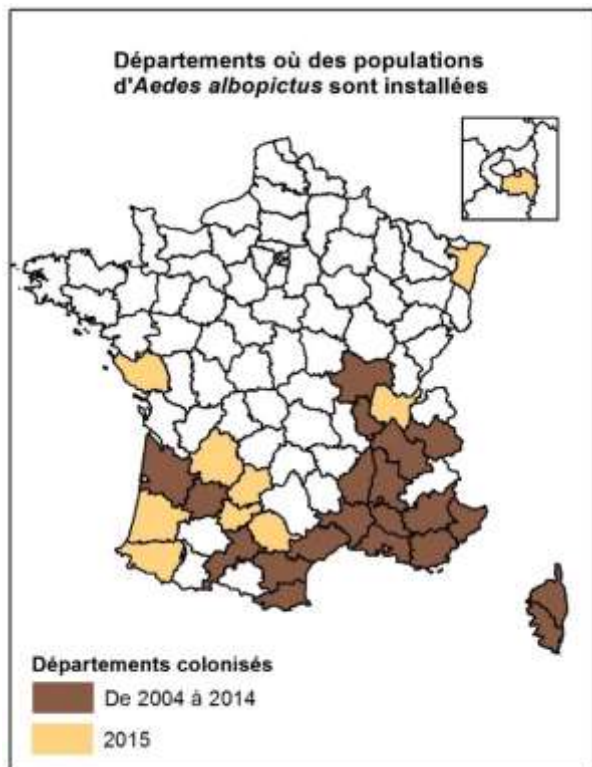 Départements où des populations
d'Aedes albopictus sont installées
Départements colonisés
De 2004 à 2014
2015